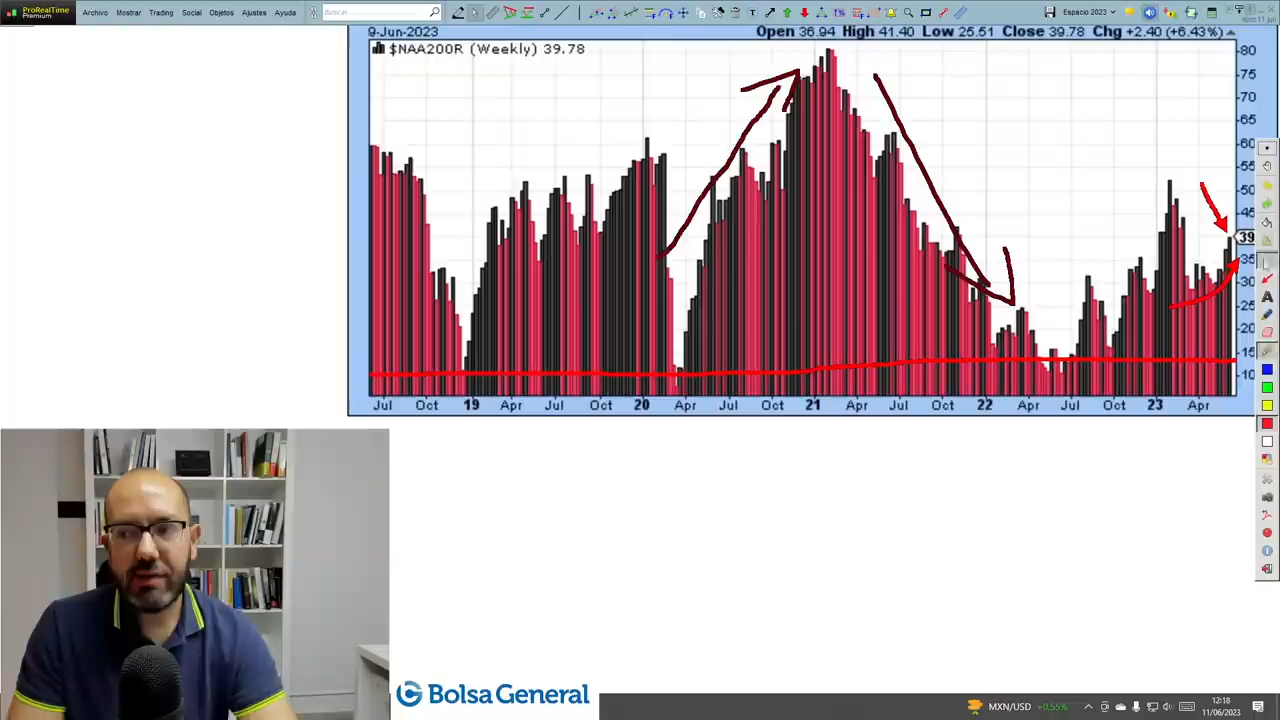 ProRealTime
Premium
Archivo Mostrar Trading Social Objetos Ajustes Ayuda
Buscar
Espacio 2023
9-Jun-2023
Open 36.94 High 41.40 Low 25.51 Close 39.78 Chg +2.40 (+6.43%)
$NAA200R (Weekly) 39.78
80
75
70
65
60
55
50
45
39
35
30
25
20
15
10
Jul Oct 19 Apr Jul Oct 20 Apr Jul Oct 21 Apr Jul Oct 22 Apr Jul Oct 23 Apr
Bolsa General
MXN/USD +0.55%
12:18
11/06/2023